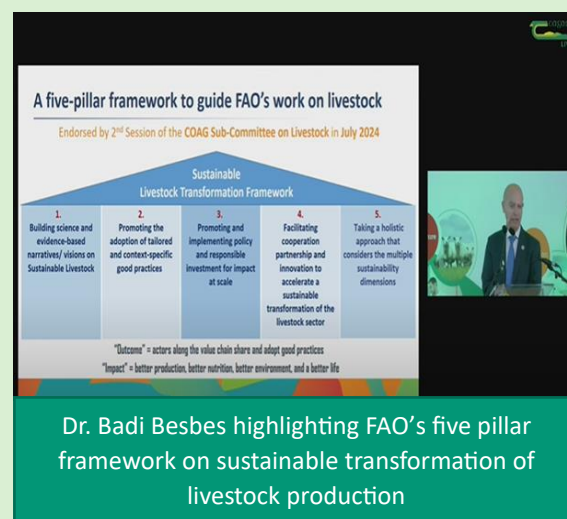 A five-pillar framework to guide FAO's work on livestock
Endorsed by 2nd Session of the COAG Sub-Committee on Livestock in July 2024
Sustainable
Livestock Transformation Framework
1.
Building science and
evidence-based
narratives/ visions on
Sustainable Livestock
2.
Promoting the
adoption of tailored
and context-specific
good practices
3.
Promoting and
implementing policy
and responsible
investment for impact
at scale
4.
Facilitating
cooperation
partnership and
innovation to
accelerate a
sustainable
transformation of the
livestock sector
5.
Taking a holistic
approach that
considers the multiple
sustainability
dimensions
"Outcome" = actors along the value chain share and adopt good practices
"Impact" = better production, better nutrition, better environment, and a better life
Dr. Badi Besbes highlighting FAO's five pillar
framework on sustainable transformation of
livestock production